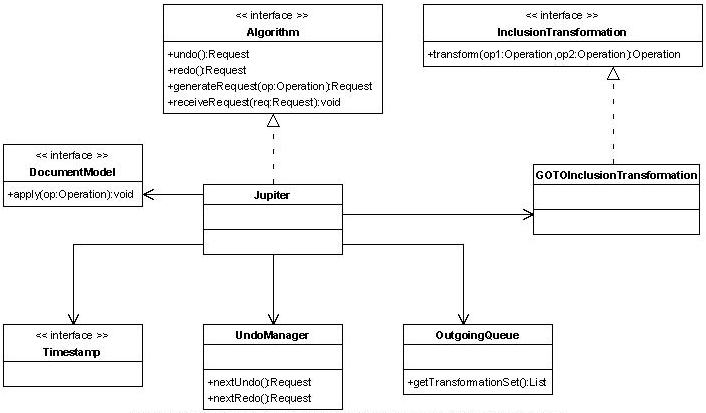 << interface >>
Algorithm
+undo():Request
+redo():Request
+generateRequest(op:Operation):Request
+receiveRequest(req:Request):void
<< interface >>
InclusionTransformation
+transform(op1:Operation,op2:Operation):Operation
<< interface >>
DocumentModel
+apply(op:Operation):void
Jupiter
GOTOInclusionTransformation
<< interface >>
Timestamp
UndoManager
+nextUndo():Request
+nextRedo():Request
OutgoingQueue
+getTransformationSet():List